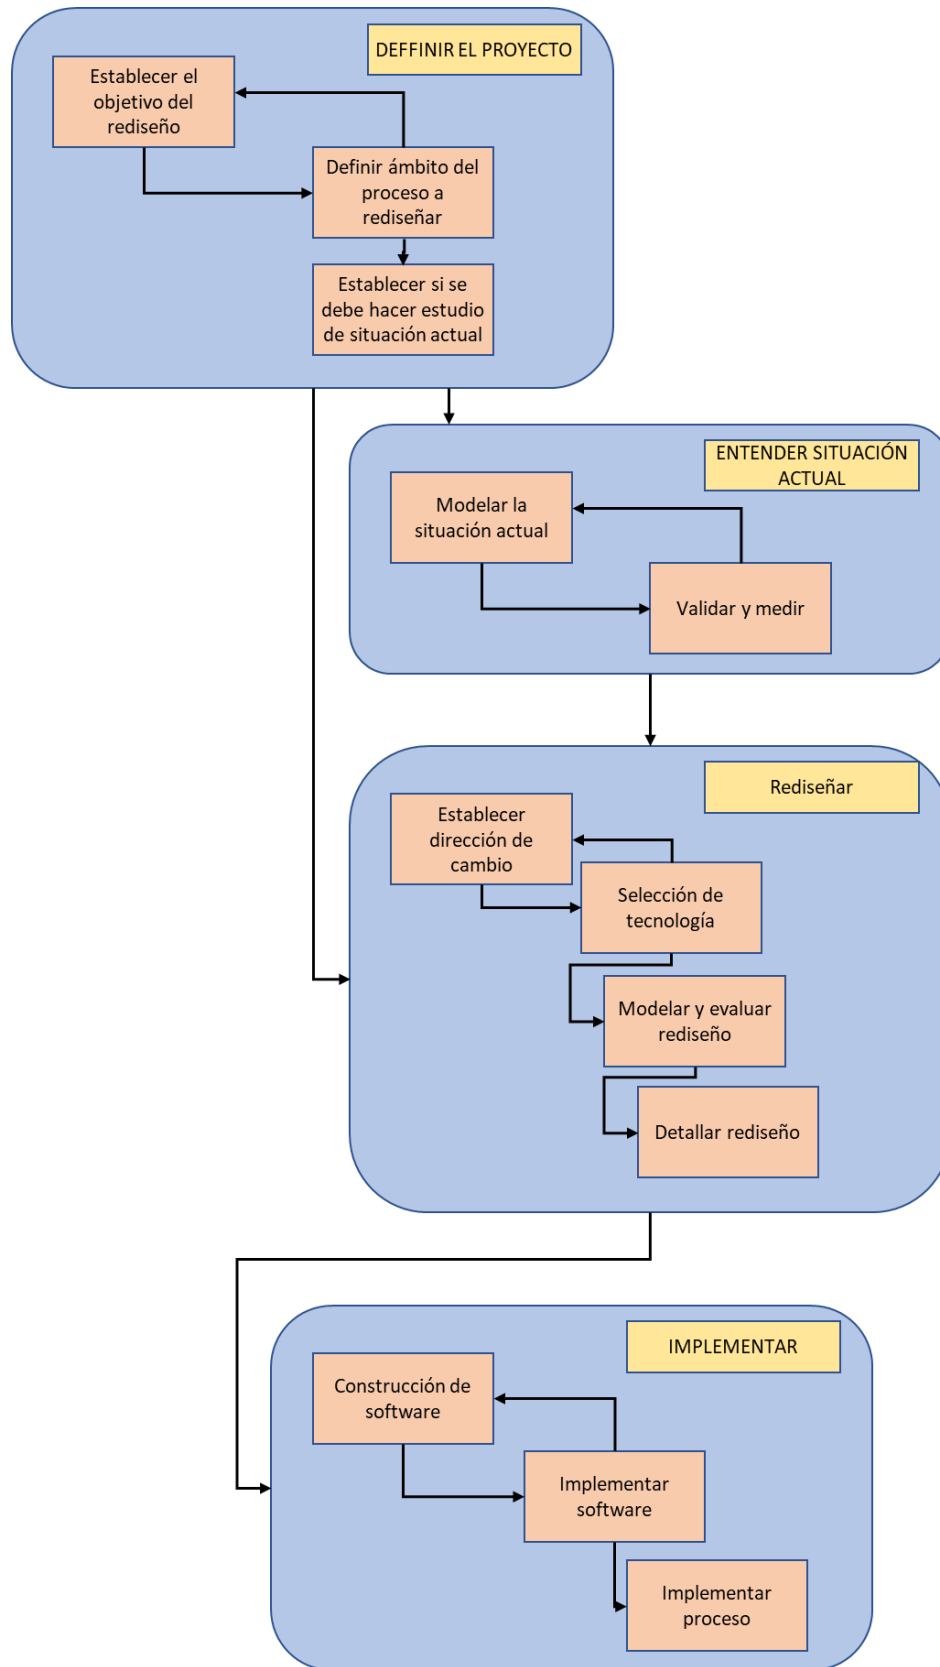 DEFFINIR EL PROYECTO
Establecer el
objetivo del
rediseño
Definir ámbito del
proceso a
rediseñar
Establecer si se
debe hacer estudio
de situación actual
ENTENDER SITUACIÓN
ACTUAL
Modelar la
situación actual
Validar y medir
Rediseñar
Establecer
dirección de
cambio
Selección de
tecnología
Modelar y evaluar
rediseño
Detallar rediseño
IMPLEMENTAR
Construcción de
software
Implementar
software
Implementar
proceso